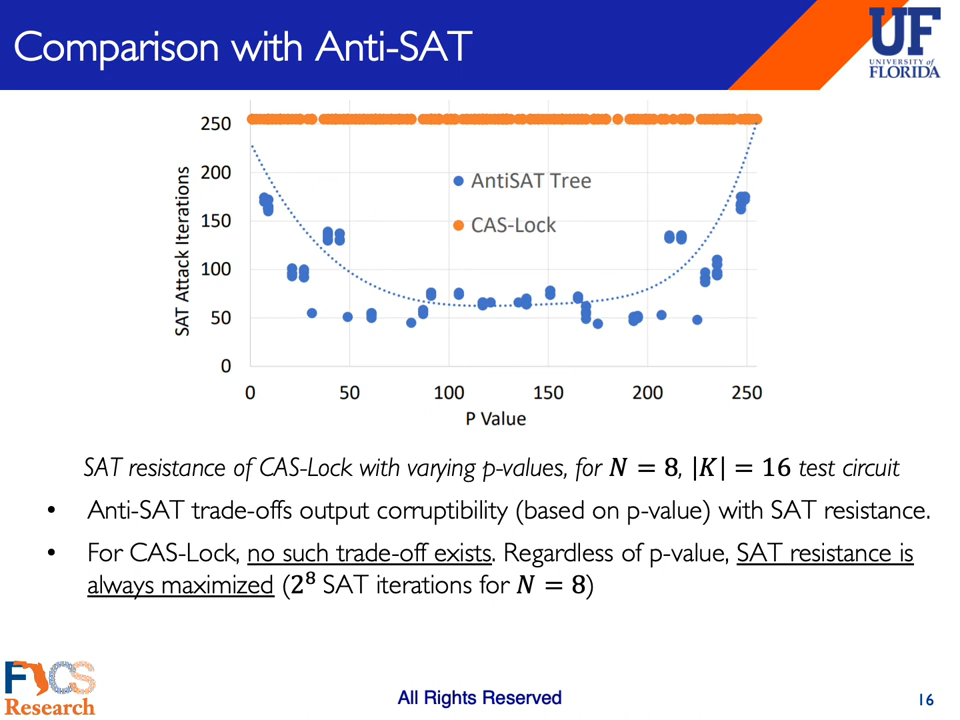 Comparison with Anti-SAT
UF
UNIVERSITY of
FLORIDA
250
200
150
100
50
0
SAT Attack Iterations
AntiSAT Tree
CAS-Lock
0 50 100 150 200 250
P Value
SAT resistance of CAS-Lock with varying p-values, for 𝑵 = 8, |𝑲| = 16 test circuit
• Anti-SAT trade-offs output corruptibility (based on p-value) with SAT resistance.
• For CAS-Lock, no such trade-off exists. Regardless of p-value, SAT resistance is
always maximized (2⁸ SAT iterations for 𝑵 = 8)
FICS
Research
All Rights Reserved
16